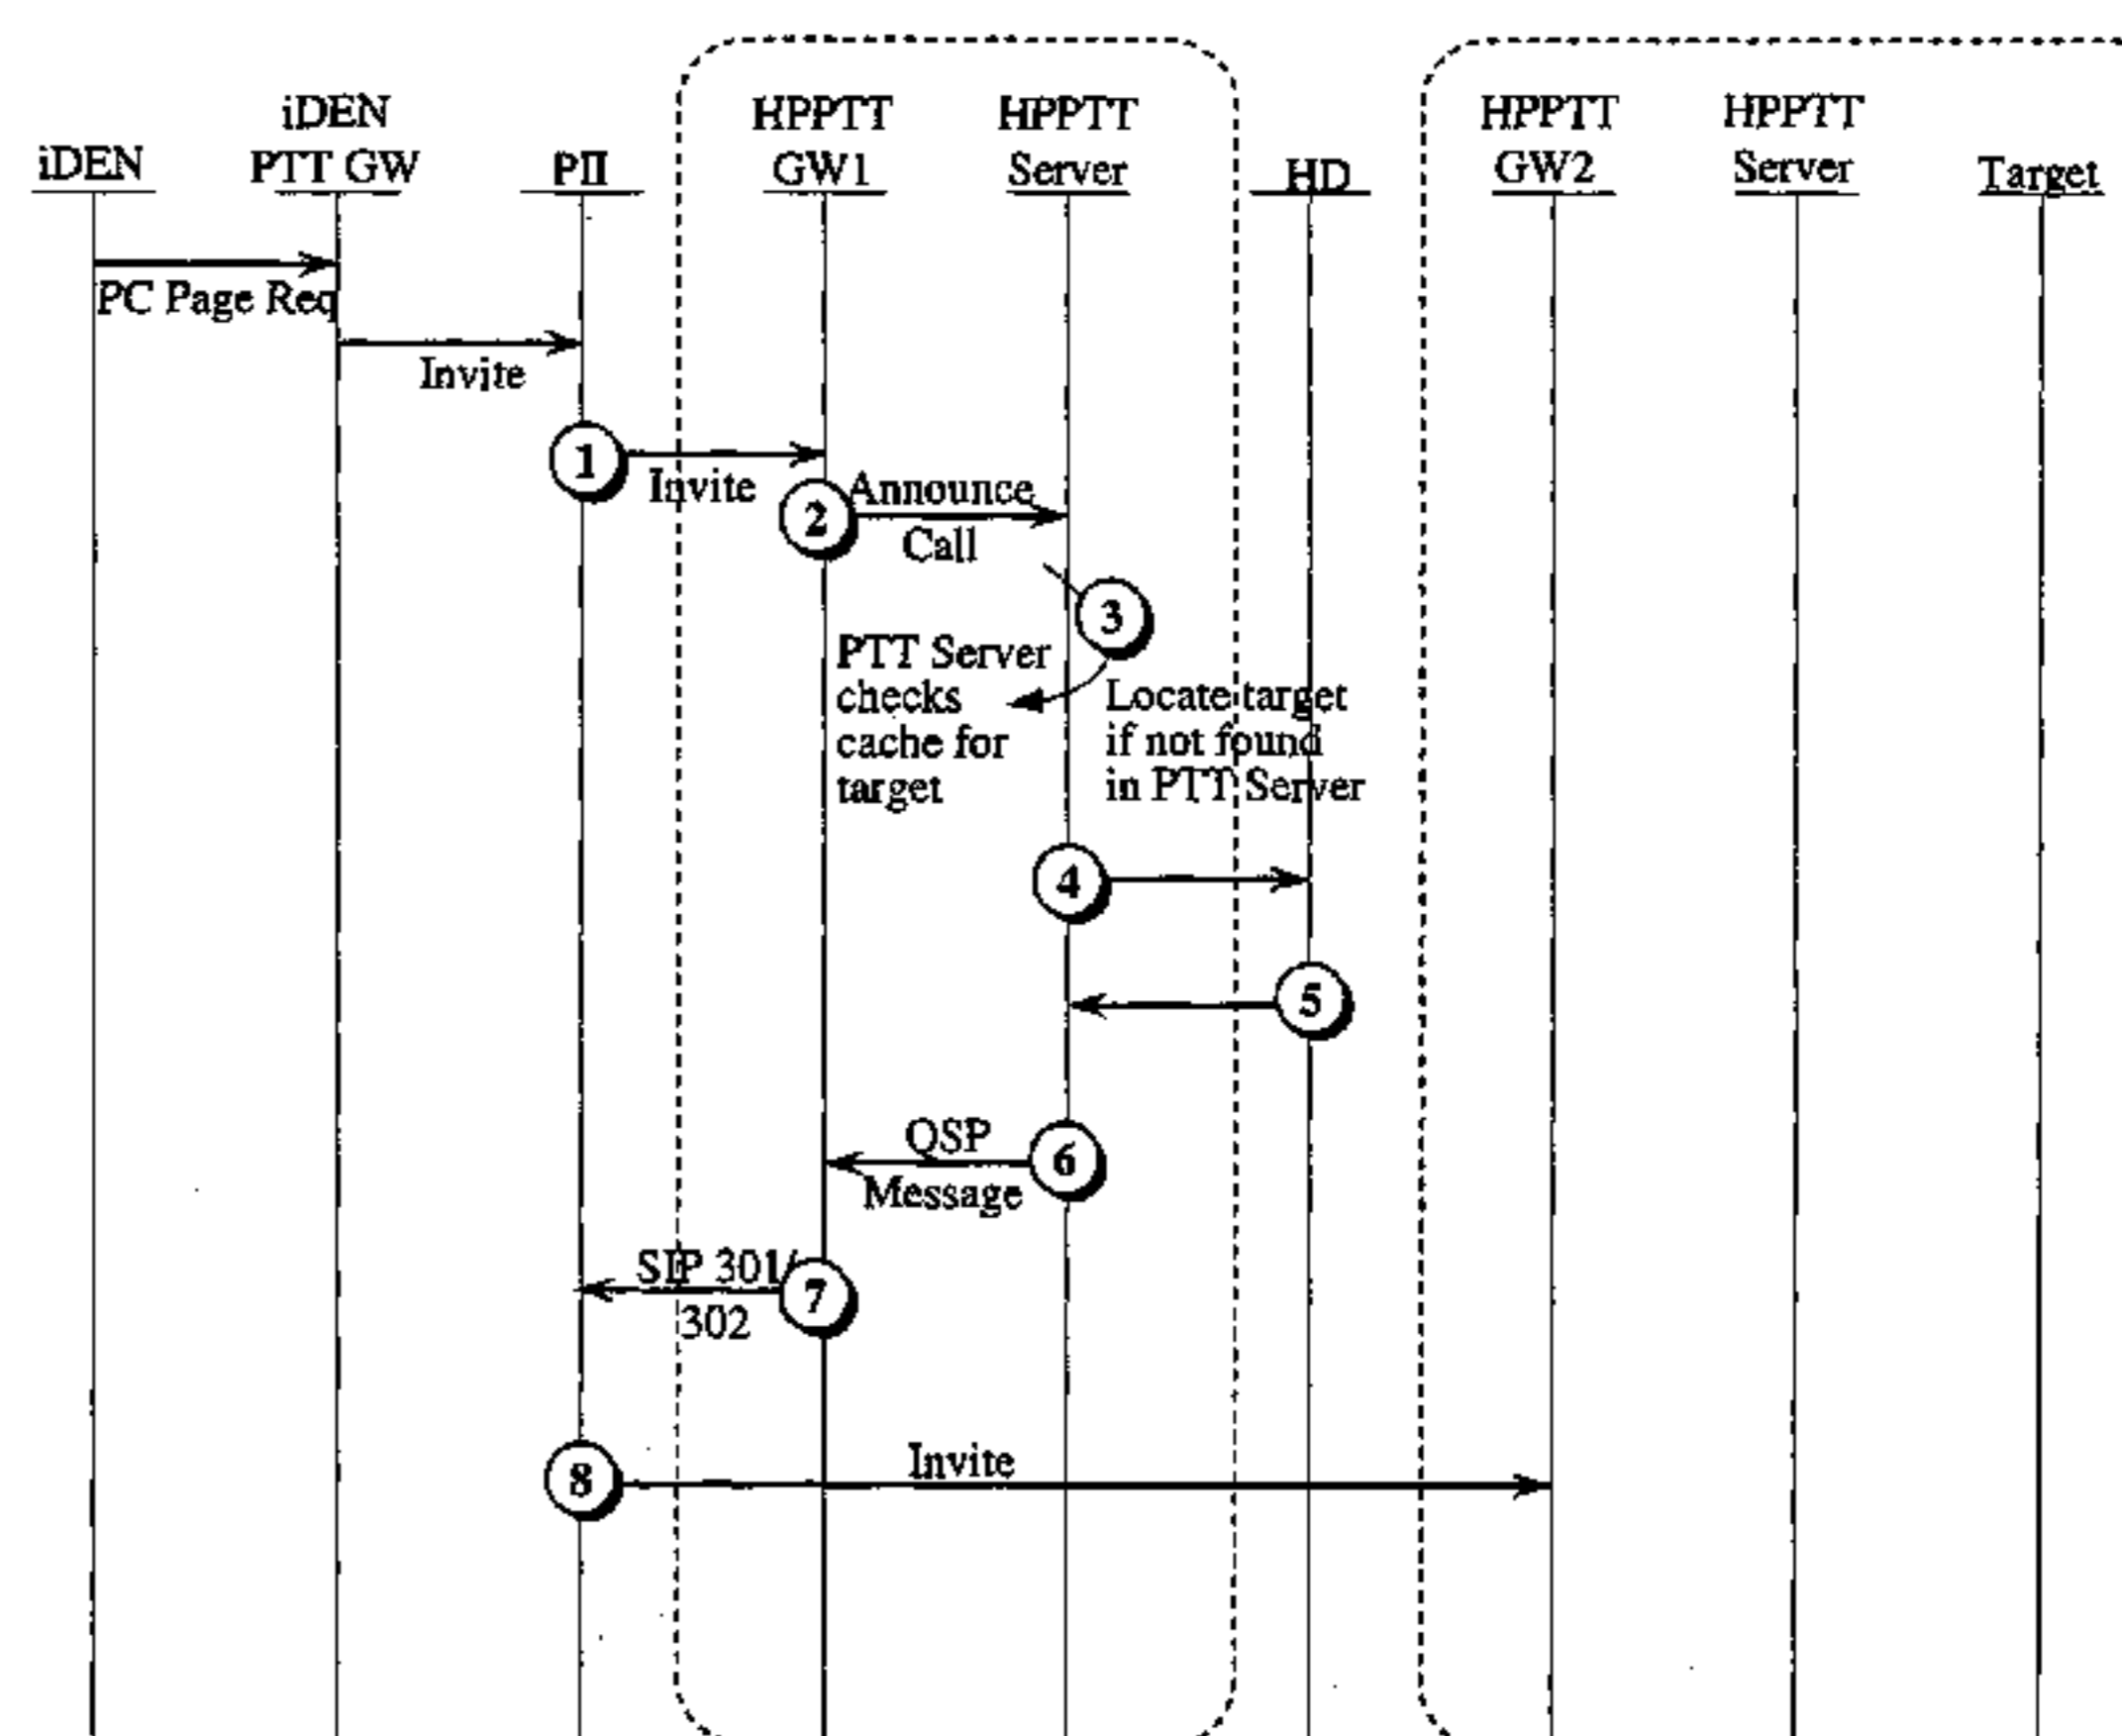 iDEN
iDEN
PTT GW
PII
HPPTT
GW1
HPPTT
Server
HD
HPPTT
GW2
HPPTT
Server
Target
PC Page Req
Invite
1
Invite
2
Announce
Call
3
PTT Server
checks
cache for
target
Locate target
if not found
in PTT Server
4
5
QSP
Message
6
SIP 301/
302
7
8
Invite